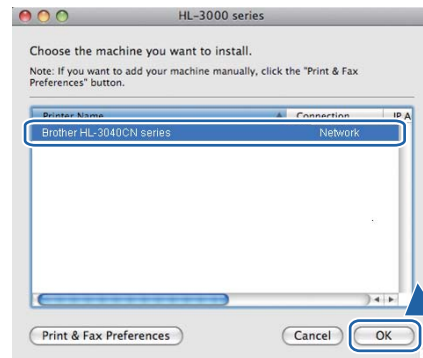 HL-3000 series
Choose the machine you want to install.
Note: If you want to add your machine manually, click the "Print & Fax
Preferences" button.
Printer Name Connection IP A
Brother HL-3040CN series Network
Print & Fax Preferences Cancel OK